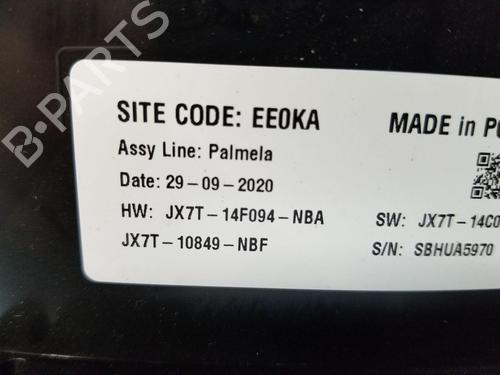 B-PARTS
SITE CODE: EE0KA
MADE in
Assy Line: Palmela
Date: 29-09-2020
HW: JX7T-14F094-NBA
SW: JX7T-14C0
JX7T-10849-NBF
S/N: SBHUA5970